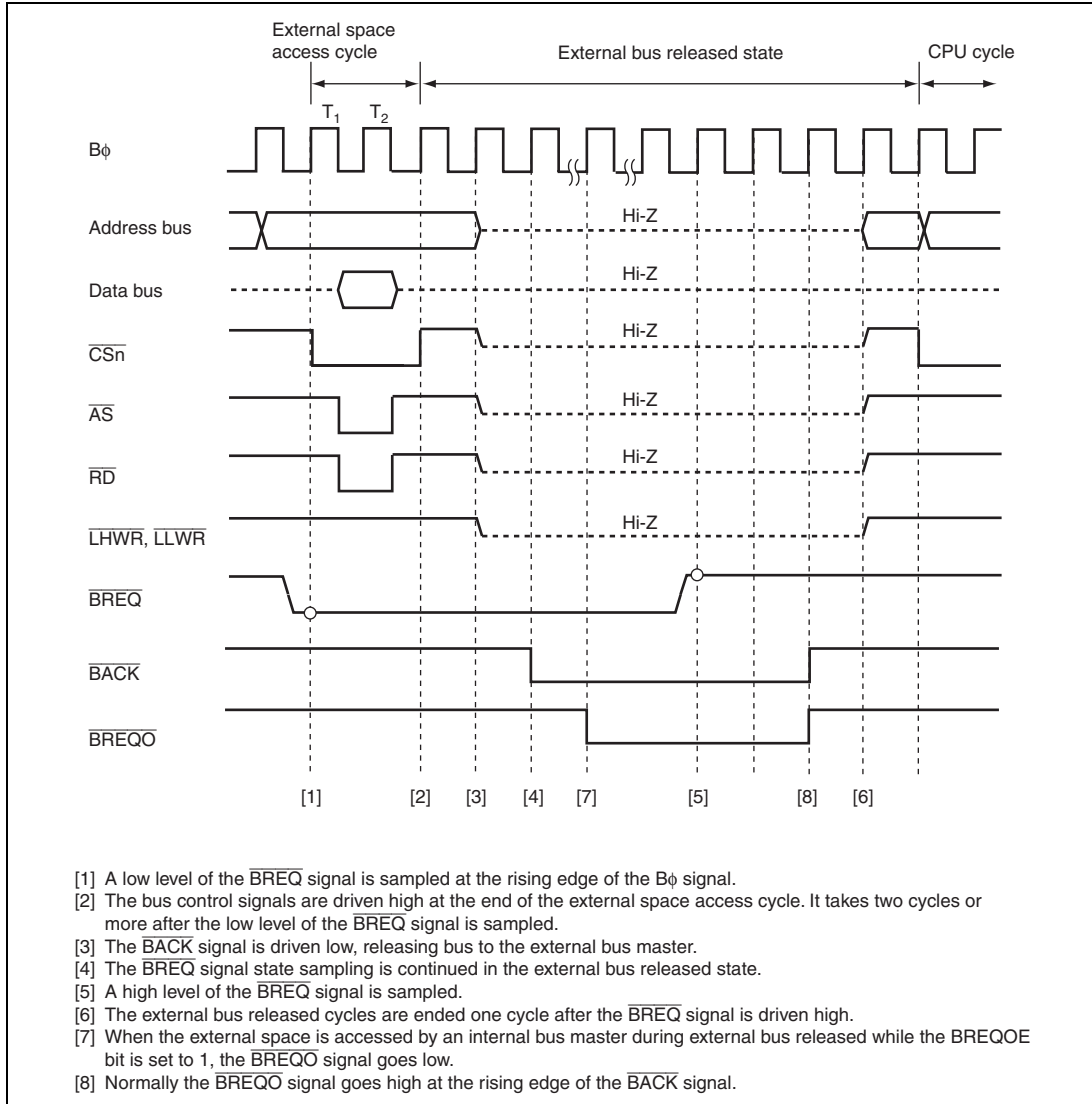 External space
access cycle
External bus released state
CPU cycle
T1 T2
Bϕ
Address bus
Hi-Z
Data bus
Hi-Z
CSn
Hi-Z
AS
Hi-Z
RD
Hi-Z
LHWR, LLWR
Hi-Z
BREQ
BACK
BREQO
[1] [2] [3] [4] [7] [5] [8] [6]
[1] A low level of the BREQ signal is sampled at the rising edge of the Bϕ signal.
[2] The bus control signals are driven high at the end of the external space access cycle. It takes two cycles or
more after the low level of the BREQ signal is sampled.
[3] The BACK signal is driven low, releasing bus to the external bus master.
[4] The BREQ signal state sampling is continued in the external bus released state.
[5] A high level of the BREQ signal is sampled.
[6] The external bus released cycles are ended one cycle after the BREQ signal is driven high.
[7] When the external space is accessed by an internal bus master during external bus released while the BREQOE
bit is set to 1, the BREQO signal goes low.
[8] Normally the BREQO signal goes high at the rising edge of the BACK signal.